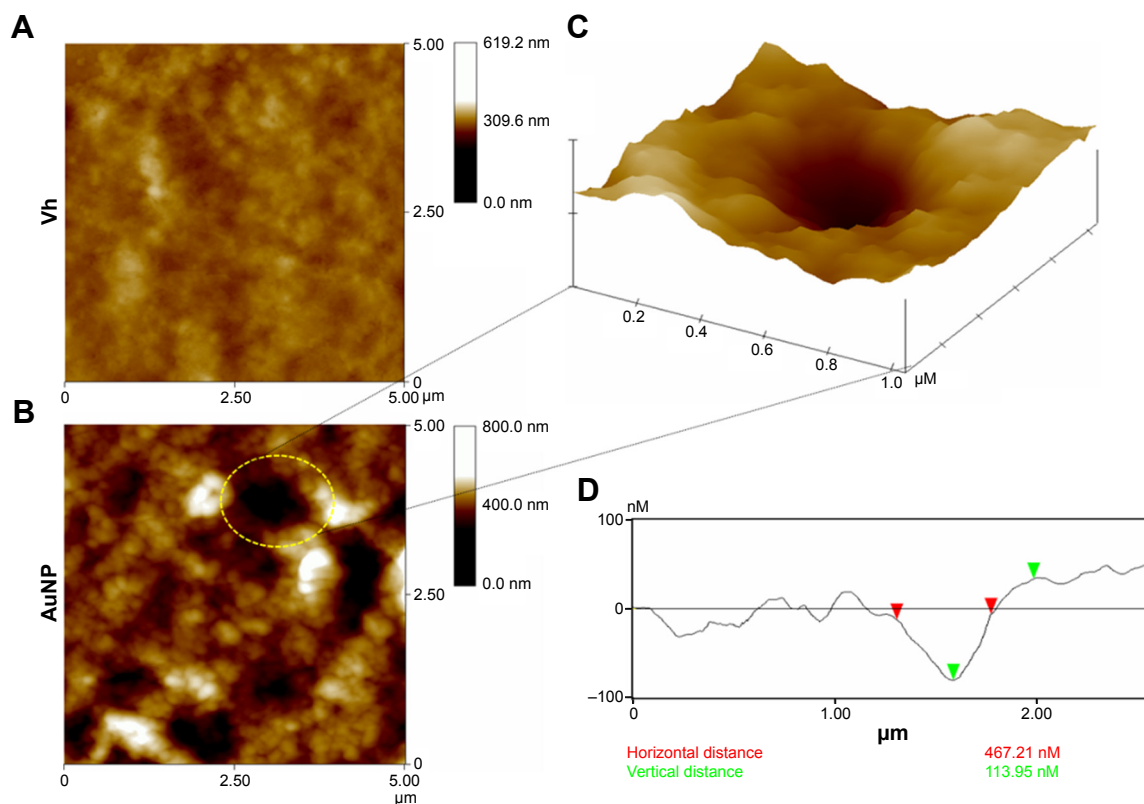 A
Vh
5.00
2.50
0
0
2.50
5.00 µm
619.2 nm
309.6 nm
0.0 nm
B
AuNP
5.00
2.50
0
0
2.50
5.00
µm
800.0 nm
400.0 nm
0.0 nm
C
0.2
0.4
0.6
0.8
1.0
µM
D
nM
100
0
–100
0
1.00
2.00
µm
Horizontal distance 467.21 nM
Vertical distance 113.95 nM